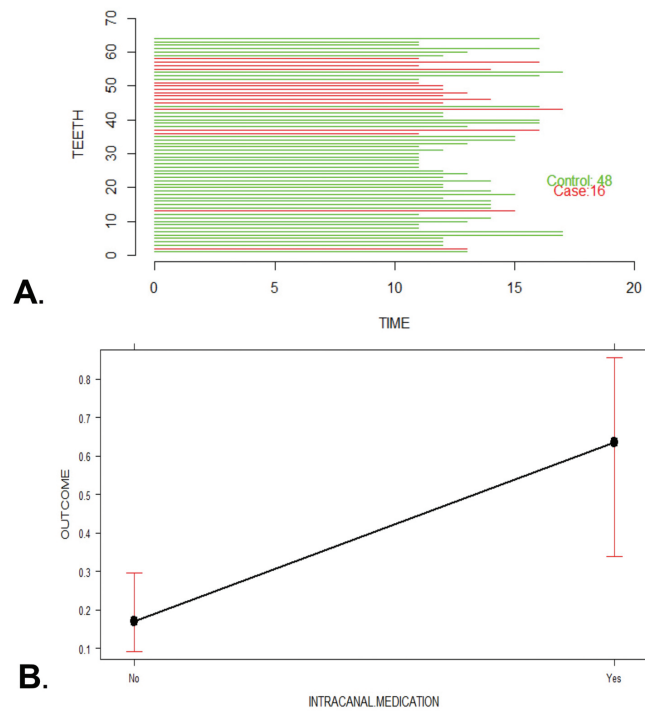 70
60
50
40
30
20
10
0
TEETH
Control: 48
Case:16
0 5 10 15 20
TIME
A.
0.8
0.7
0.6
0.5
0.4
0.3
0.2
0.1
OUTCOME
No Yes
INTRACANAL.MEDICATION
B.